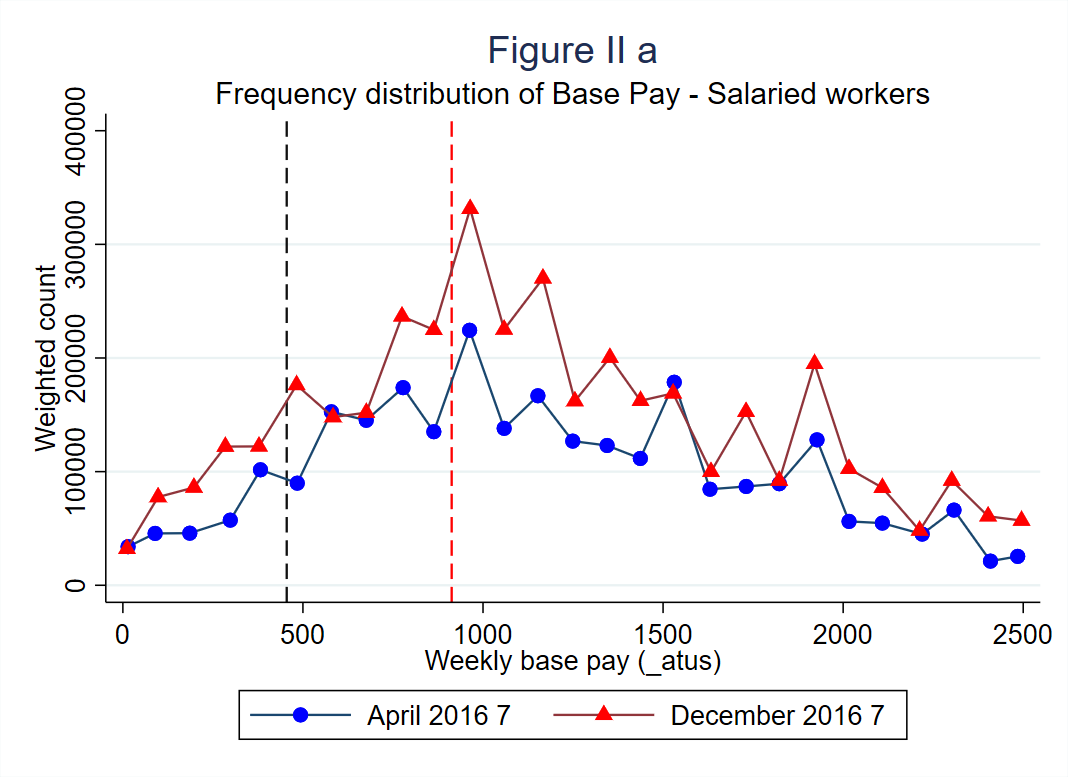 Figure II a
Frequency distribution of Base Pay - Salaried workers
400000
300000
200000
100000
0
Weighted count
0 500 1000 1500 2000 2500
Weekly base pay (_atus)
April 2016 7 December 2016 7